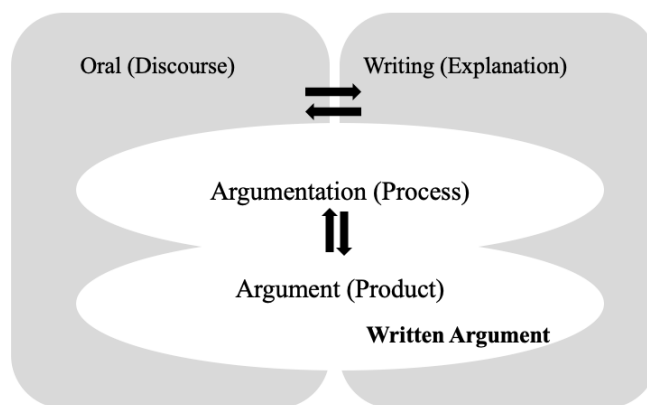 Oral (Discourse)
Writing (Explanation)
Argumentation (Process)
Argument (Product)
Written Argument